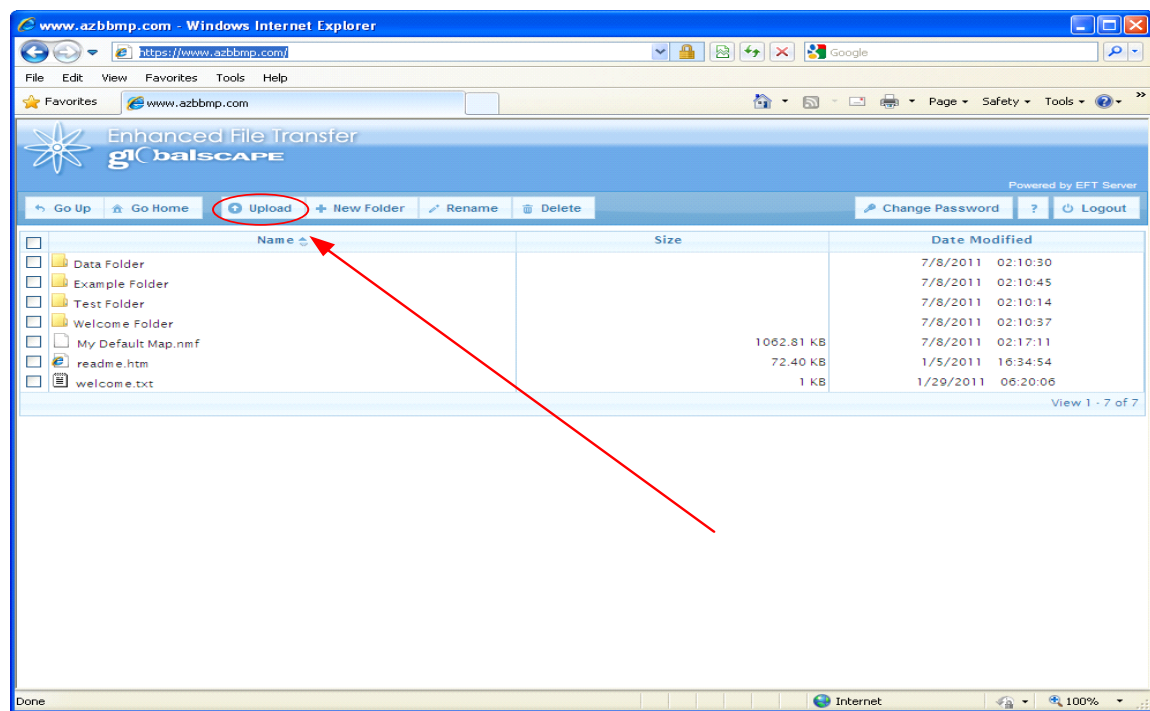 www.azbbmp.com - Windows Internet Explorer
https://www.azbbmp.com/
Google
File Edit View Favorites Tools Help
Favorites www.azbbmp.com Page Safety Tools »
Enhanced File Transfer
globalSCAPE
Powered by EFT Server
Go Up Go Home Upload New Folder Rename Delete Change Password ? Logout
Name Size Date Modified
Data Folder 7/8/2011 02:10:30
Example Folder 7/8/2011 02:10:45
Test Folder 7/8/2011 02:10:14
Welcome Folder 7/8/2011 02:10:37
My Default Map.nmf 1062.81 KB 7/8/2011 02:17:11
readme.htm 72.40 KB 1/5/2011 16:34:54
welcome.txt 1 KB 1/29/2011 06:20:06
View 1 - 7 of 7
Done Internet 100%